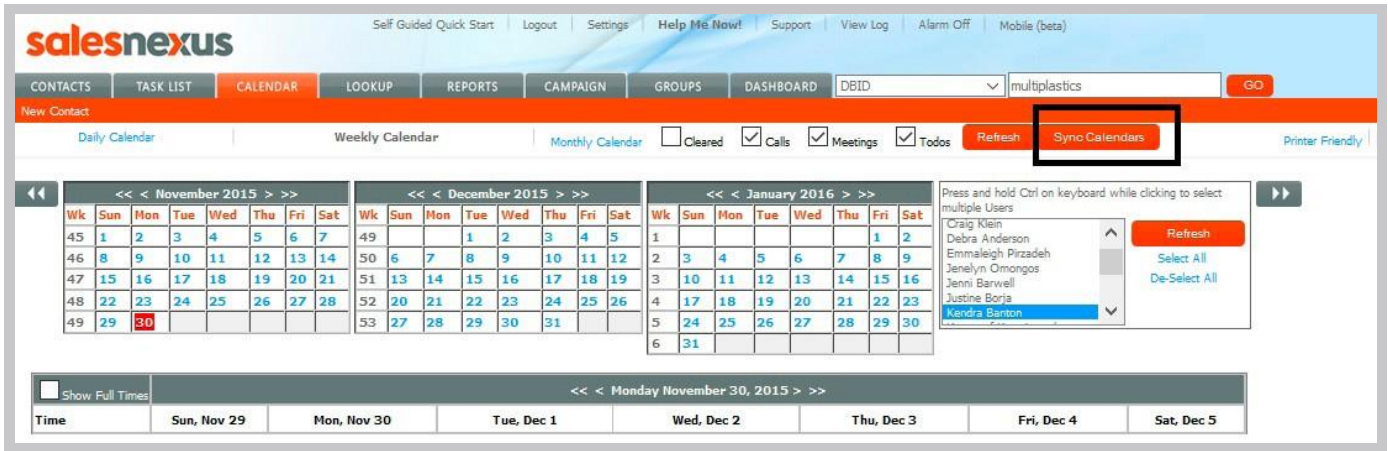 Self Guided Quick Start Logout Settings Help Me Now! Support View Log Alarm Off Mobile (beta)
salesnexus
CONTACTS TASK LIST CALENDAR LOOKUP REPORTS CAMPAIGN GROUPS DASHBOARD DBID multiplastics GO
New Contact
Daily Calendar Weekly Calendar Monthly Calendar Cleared Calls Meetings Todos Refresh Sync Calendars Printer Friendly
<< < November 2015 > >>
Wk Sun Mon Tue Wed Thu Fri Sat
45 1 2 3 4 5 6 7
46 8 9 10 11 12 13 14
47 15 16 17 18 19 20 21
48 22 23 24 25 26 27 28
49 29 30
<< < December 2015 > >>
Wk Sun Mon Tue Wed Thu Fri Sat
49 1 2 3 4 5
50 6 7 8 9 10 11 12
51 13 14 15 16 17 18 19
52 20 21 22 23 24 25 26
53 27 28 29 30 31
<< < January 2016 > >>
Wk Sun Mon Tue Wed Thu Fri Sat
1 1 2
2 3 4 5 6 7 8 9
3 10 11 12 13 14 15 16
4 17 18 19 20 21 22 23
5 24 25 26 27 28 29 30
6 31
Press and hold Ctrl on keyboard while clicking to select
multiple Users
Craig Klein
Debra Anderson
Emmaleigh Pirzadeh
Jenelyn Omongos
Jenni Barwell
Justine Borja
Kendra Banton
Refresh
Select All
De-Select All
Show Full Times << < Monday November 30, 2015 > >>
Time Sun, Nov 29 Mon, Nov 30 Tue, Dec 1 Wed, Dec 2 Thu, Dec 3 Fri, Dec 4 Sat, Dec 5